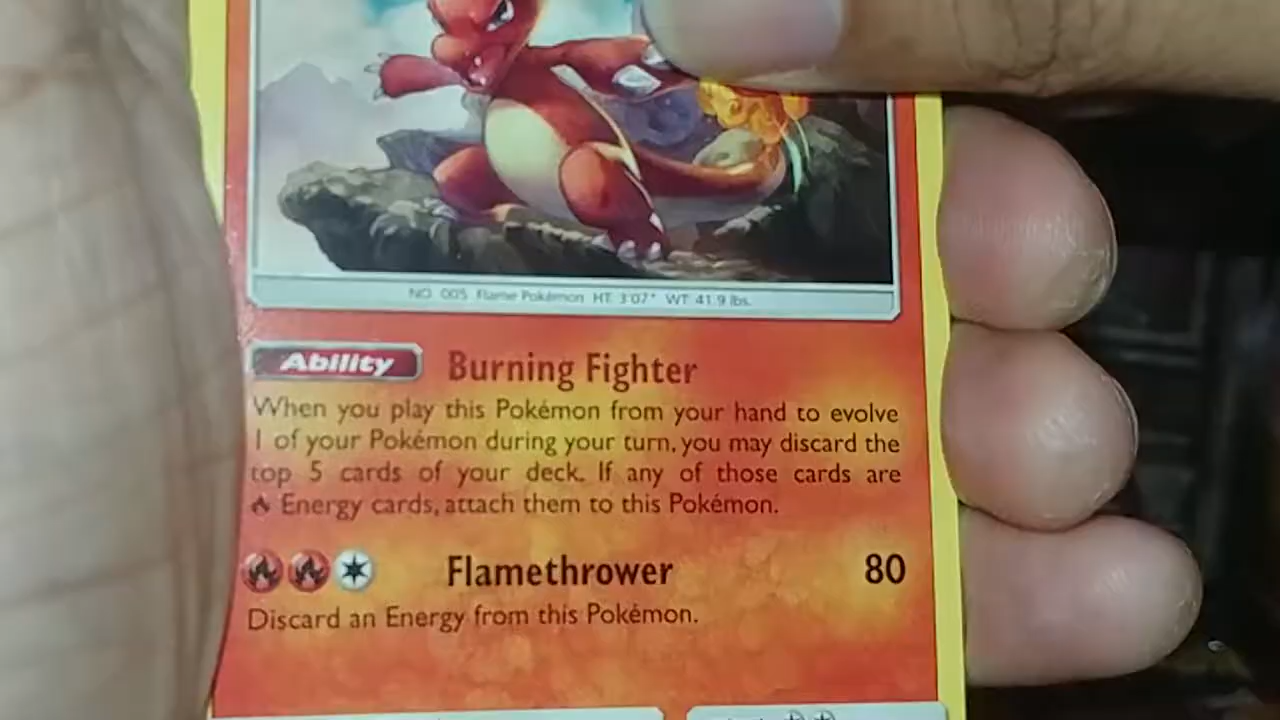 NO. 005 Flame Pokémon HT 3'07" WT 41.9 lbs.
Ability Burning Fighter
When you play this Pokémon from your hand to evolve
1 of your Pokémon during your turn, you may discard the
top 5 cards of your deck. If any of those cards are
Energy cards, attach them to this Pokémon.
Flamethrower 80
Discard an Energy from this Pokémon.